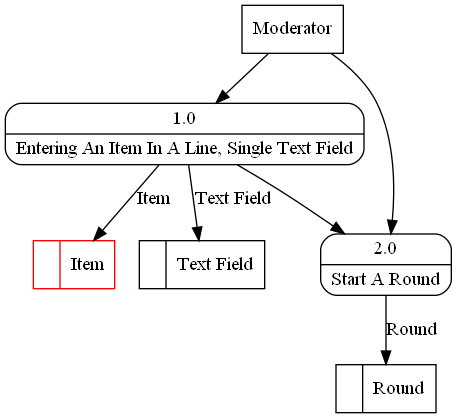 Moderator
1.0
Entering An Item In A Line, Single Text Field
Item
Text Field
2.0
Item
Text Field
Start A Round
Round
Round